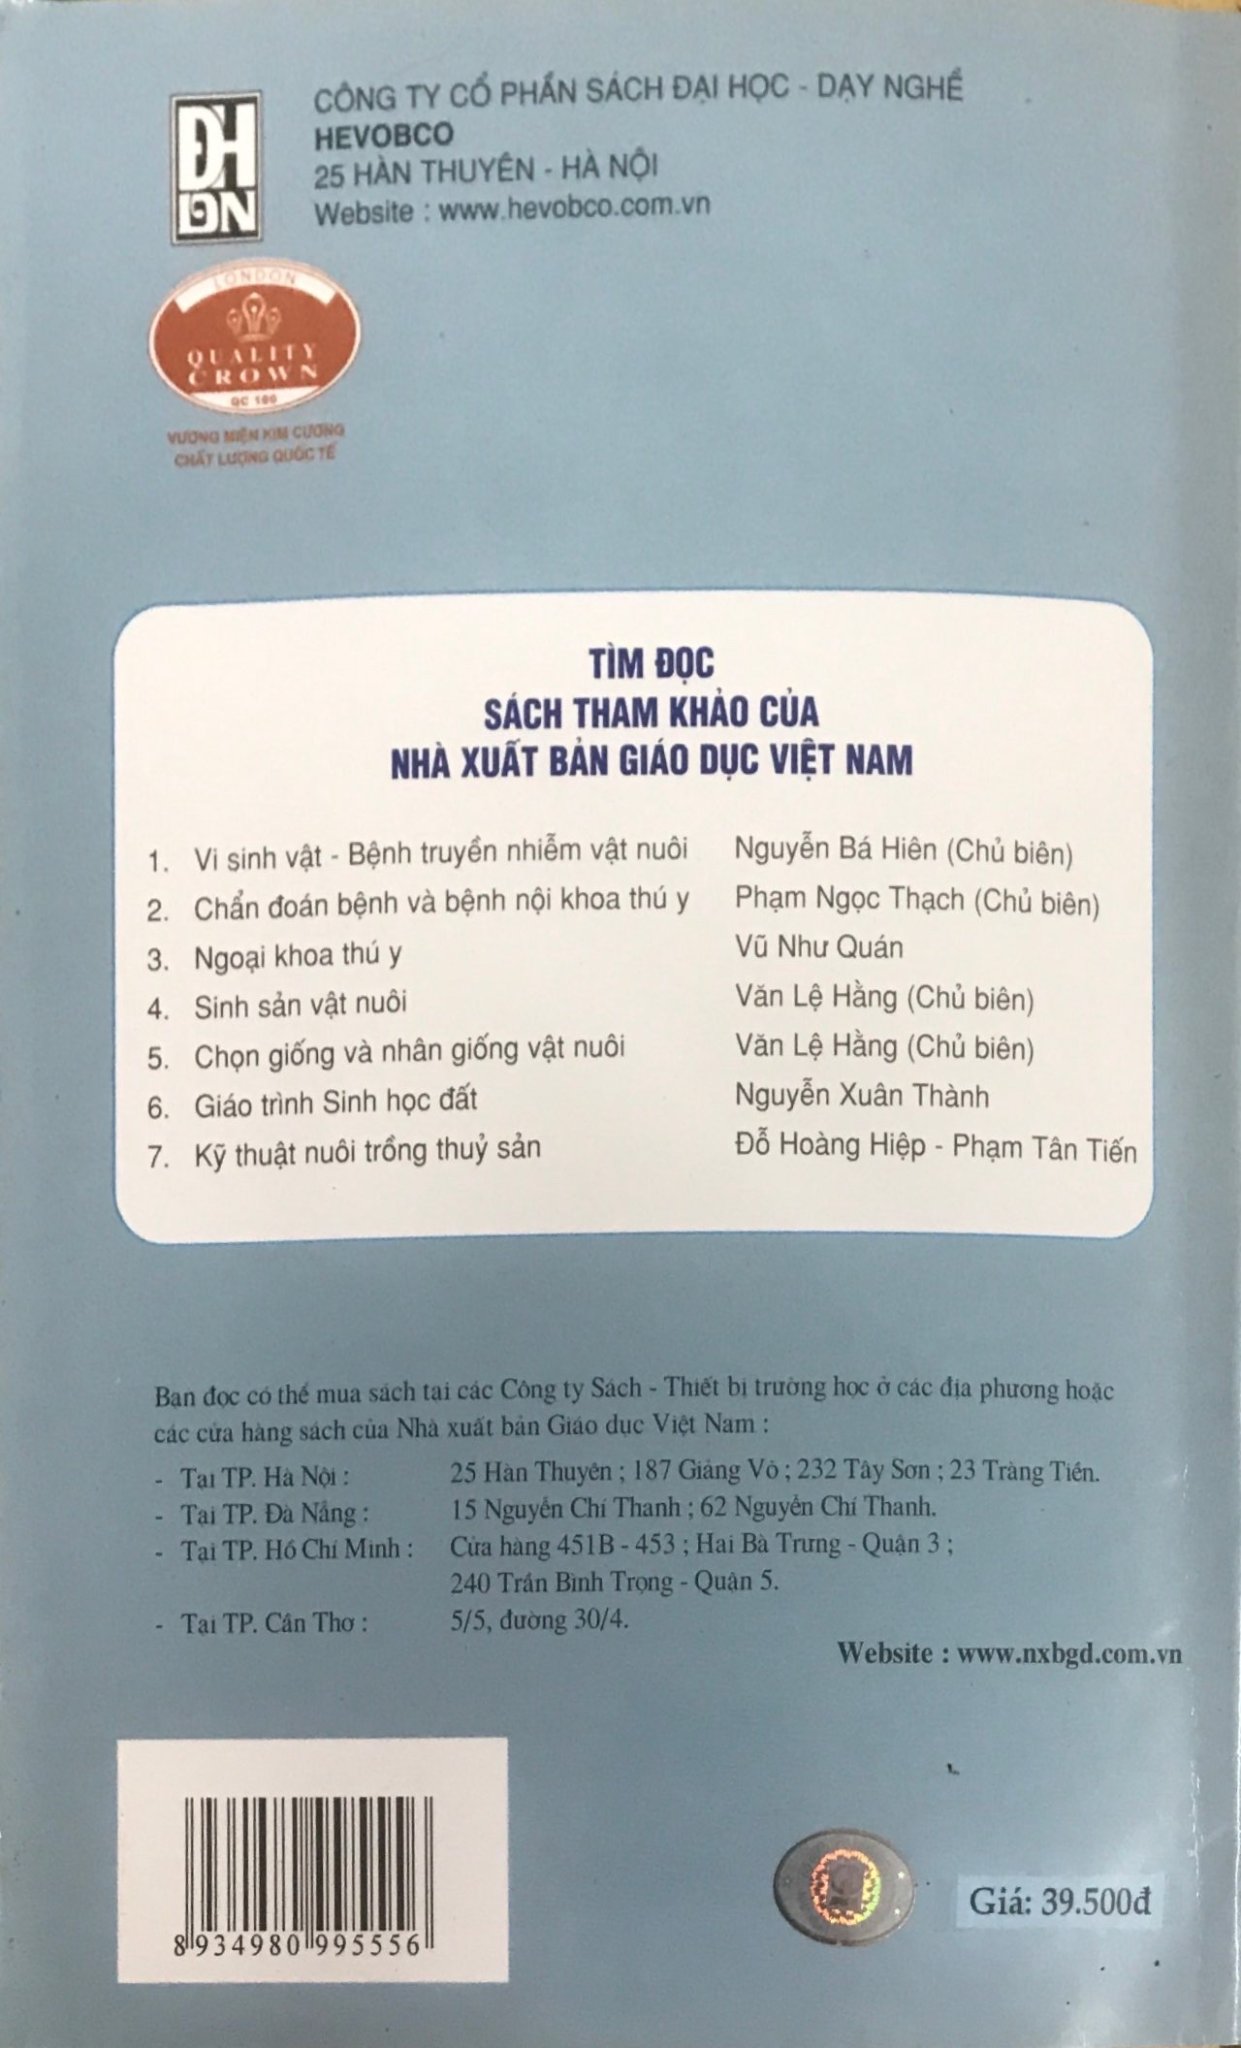 CÔNG TY CỔ PHẦN SÁCH ĐẠI HỌC - DẠY NGHỀ
HEVOBCO
25 HÀN THUYÊN - HÀ NỘI
Website : www.hevobco.com.vn
ĐH
DN
LONDON
QUALITY
CROWN
QC 100
VƯƠNG MIỆN KIM CƯƠNG
CHẤT LƯỢNG QUỐC TẾ
TÌM ĐỌC
SÁCH THAM KHẢO CỦA
NHÀ XUẤT BẢN GIÁO DỤC VIỆT NAM
1. Vi sinh vật - Bệnh truyền nhiễm vật nuôi Nguyễn Bá Hiên (Chủ biên)
2. Chẩn đoán bệnh và bệnh nội khoa thú y Phạm Ngọc Thạch (Chủ biên)
3. Ngoại khoa thú y Vũ Như Quán
4. Sinh sản vật nuôi Văn Lệ Hằng (Chủ biên)
5. Chọn giống và nhân giống vật nuôi Văn Lệ Hằng (Chủ biên)
6. Giáo trình Sinh học đất Nguyễn Xuân Thành
7. Kỹ thuật nuôi trồng thuỷ sản Đỗ Hoàng Hiệp - Phạm Tân Tiến
Bạn đọc có thể mua sách tại các Công ty Sách - Thiết bị trường học ở các địa phương hoặc
các cửa hàng sách của Nhà xuất bản Giáo dục Việt Nam :
- Tại TP. Hà Nội : 25 Hàn Thuyên ; 187 Giảng Võ ; 232 Tây Sơn ; 23 Tràng Tiền.
- Tại TP. Đà Nẵng : 15 Nguyễn Chí Thanh ; 62 Nguyễn Chí Thanh.
- Tại TP. Hồ Chí Minh : Cửa hàng 451B - 453 ; Hai Bà Trưng - Quận 3 ;
240 Trần Bình Trọng - Quận 5.
- Tại TP. Cần Thơ : 5/5, đường 30/4.
Website : www.nxbgd.com.vn
8 934980 995556
Giá: 39.500đ